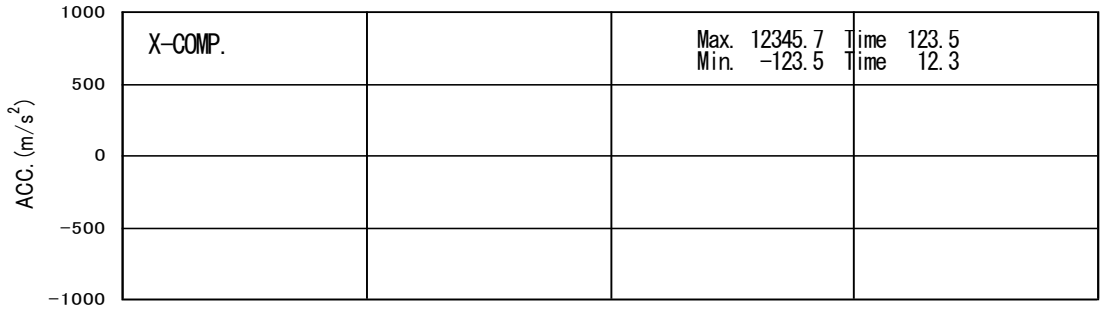 1000
X-COMP.
Max. 12345.7 Time 123.5
Min. -123.5 Time 12.3
500
ACC. (m/s²)
0
-500
-1000